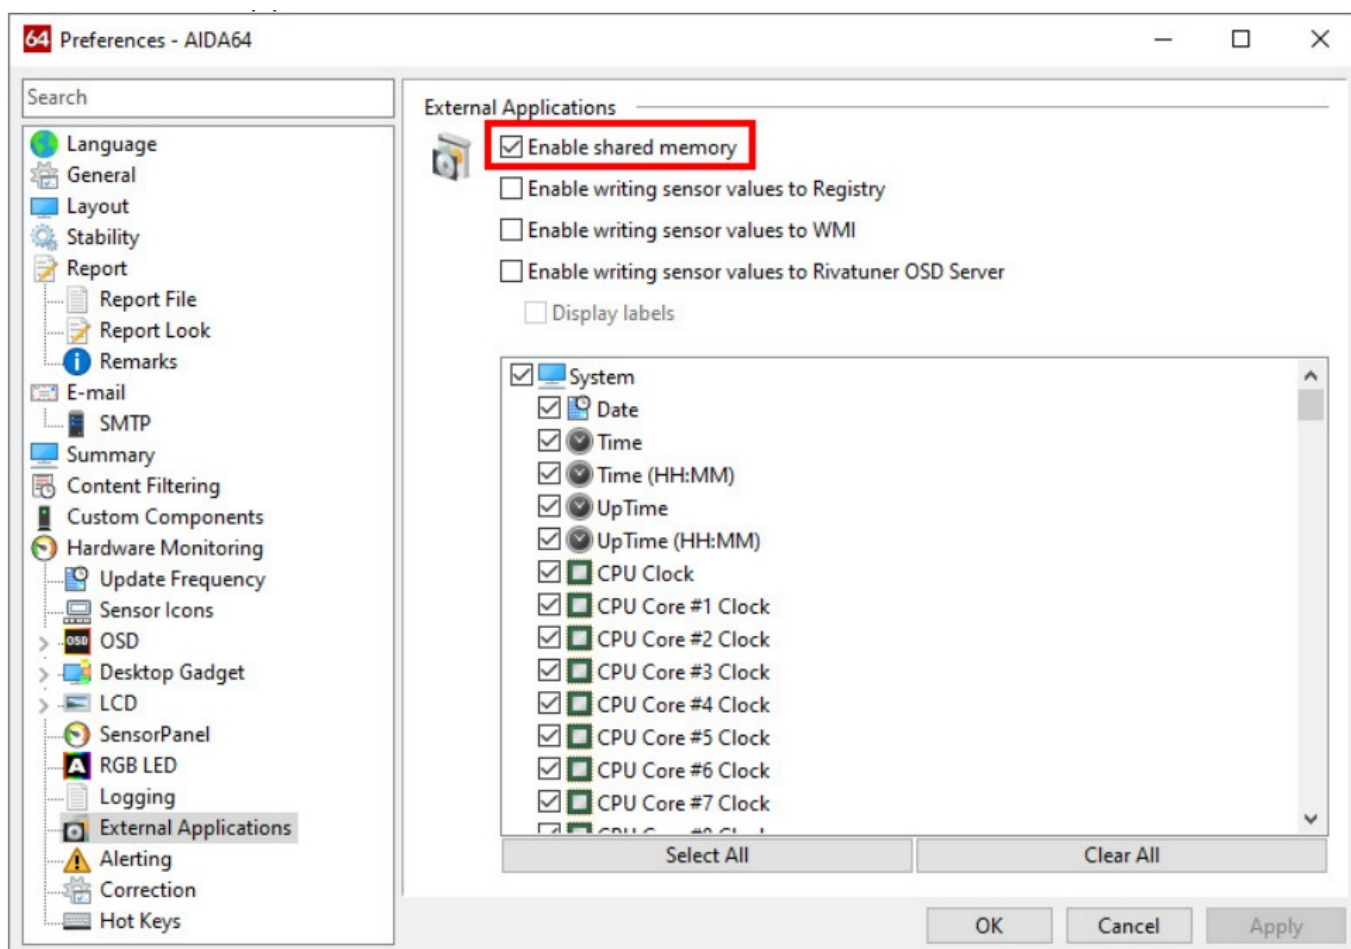 64 Preferences - AIDA64
Search
Language
General
Layout
Stability
Report
Report File
Report Look
Remarks
E-mail
SMTP
Summary
Content Filtering
Custom Components
Hardware Monitoring
Update Frequency
Sensor Icons
OSD OSD
Desktop Gadget
LCD
SensorPanel
A RGB LED
Logging
External Applications
Alerting
Correction
Hot Keys
External Applications
Enable shared memory
Enable writing sensor values to Registry
Enable writing sensor values to WMI
Enable writing sensor values to Rivatuner OSD Server
Display labels
System
Date
Time
Time (HH:MM)
UpTime
UpTime (HH:MM)
CPU Clock
CPU Core #1 Clock
CPU Core #2 Clock
CPU Core #3 Clock
CPU Core #4 Clock
CPU Core #5 Clock
CPU Core #6 Clock
CPU Core #7 Clock
Select All Clear All
OK Cancel Apply